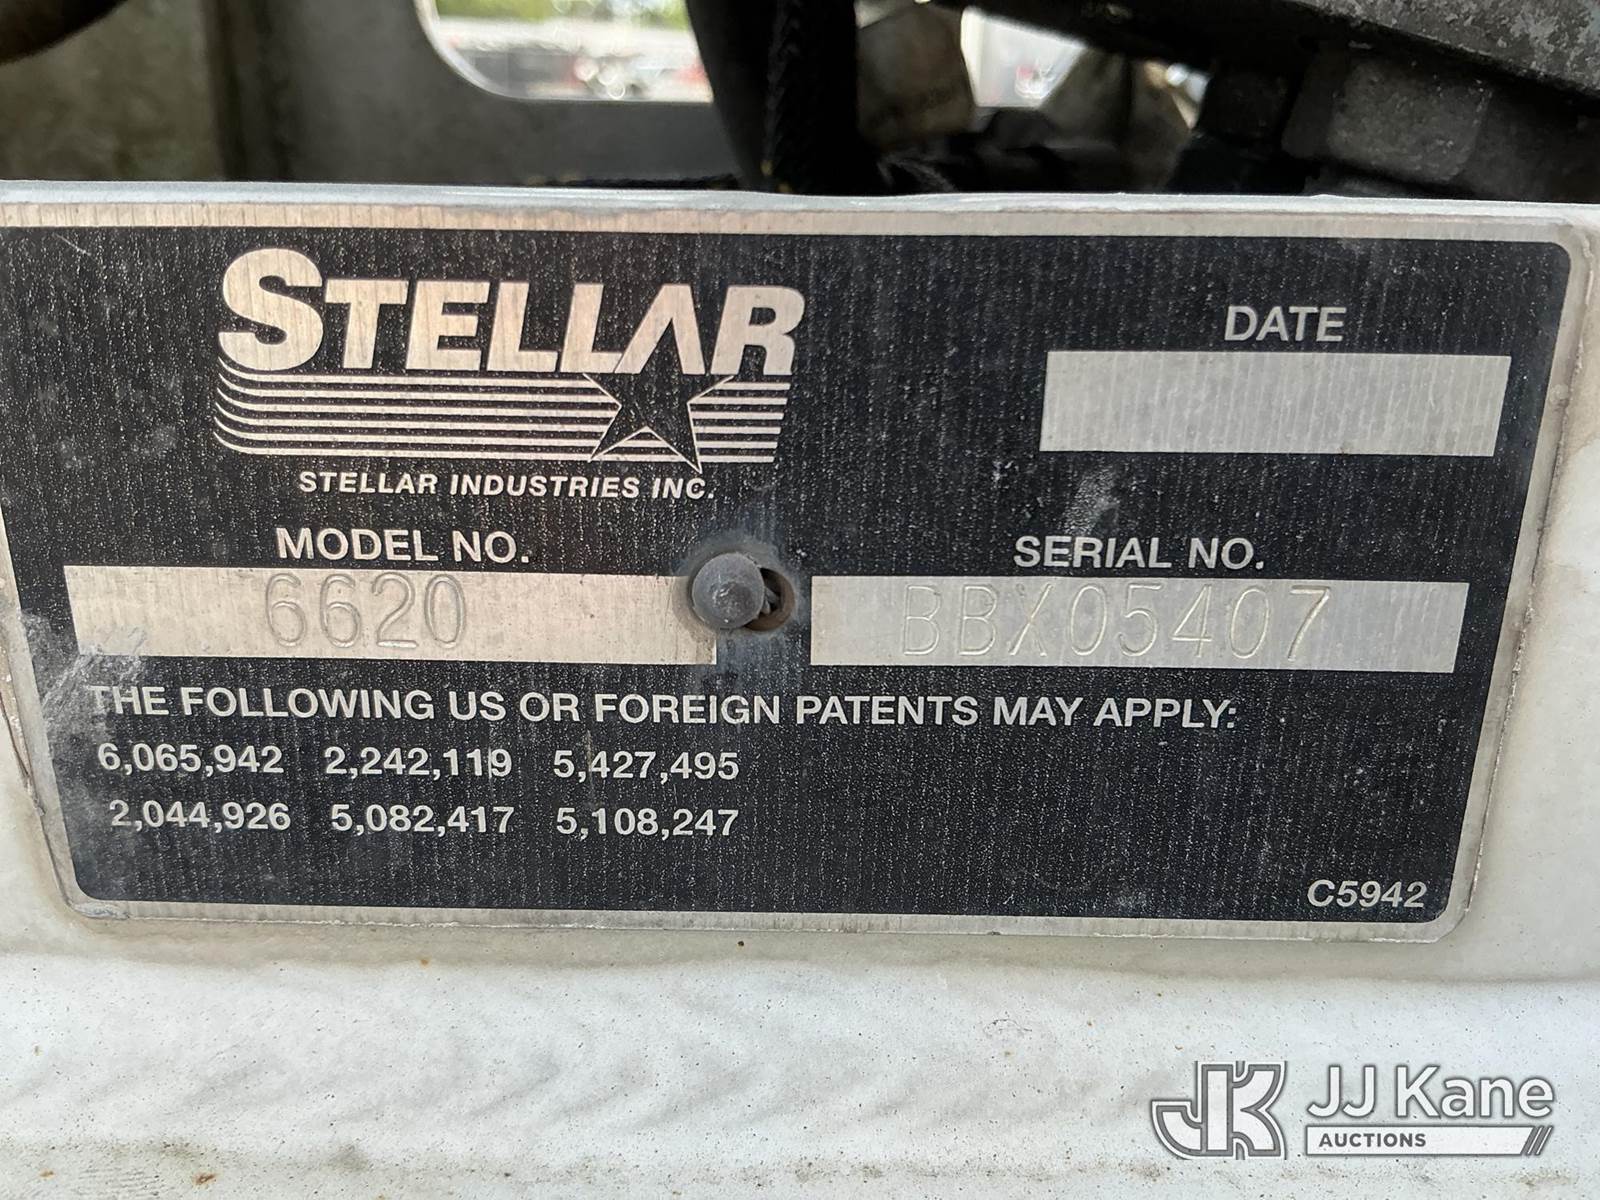 STELLAR
STELLAR INDUSTRIES INC.
DATE
MODEL NO.
6620
SERIAL NO.
BBX05407
THE FOLLOWING US OR FOREIGN PATENTS MAY APPLY:
6,065,942 2,242,119 5,427,495
2,044,926 5,082,417 5,108,247
C5942
JK JJ Kane
AUCTIONS